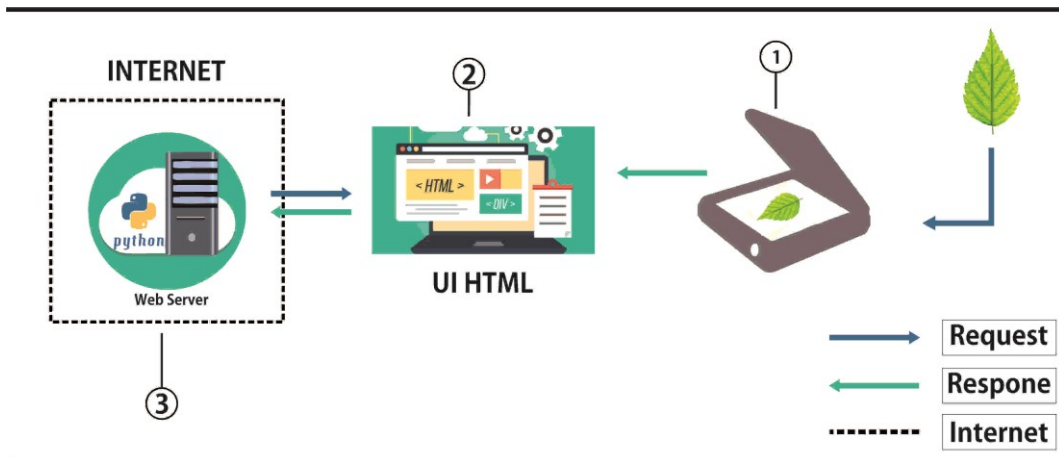 INTERNET
2
1
< HTML >
< DIV >
python
Web Server
UI HTML
3
Request
Respone
Internet